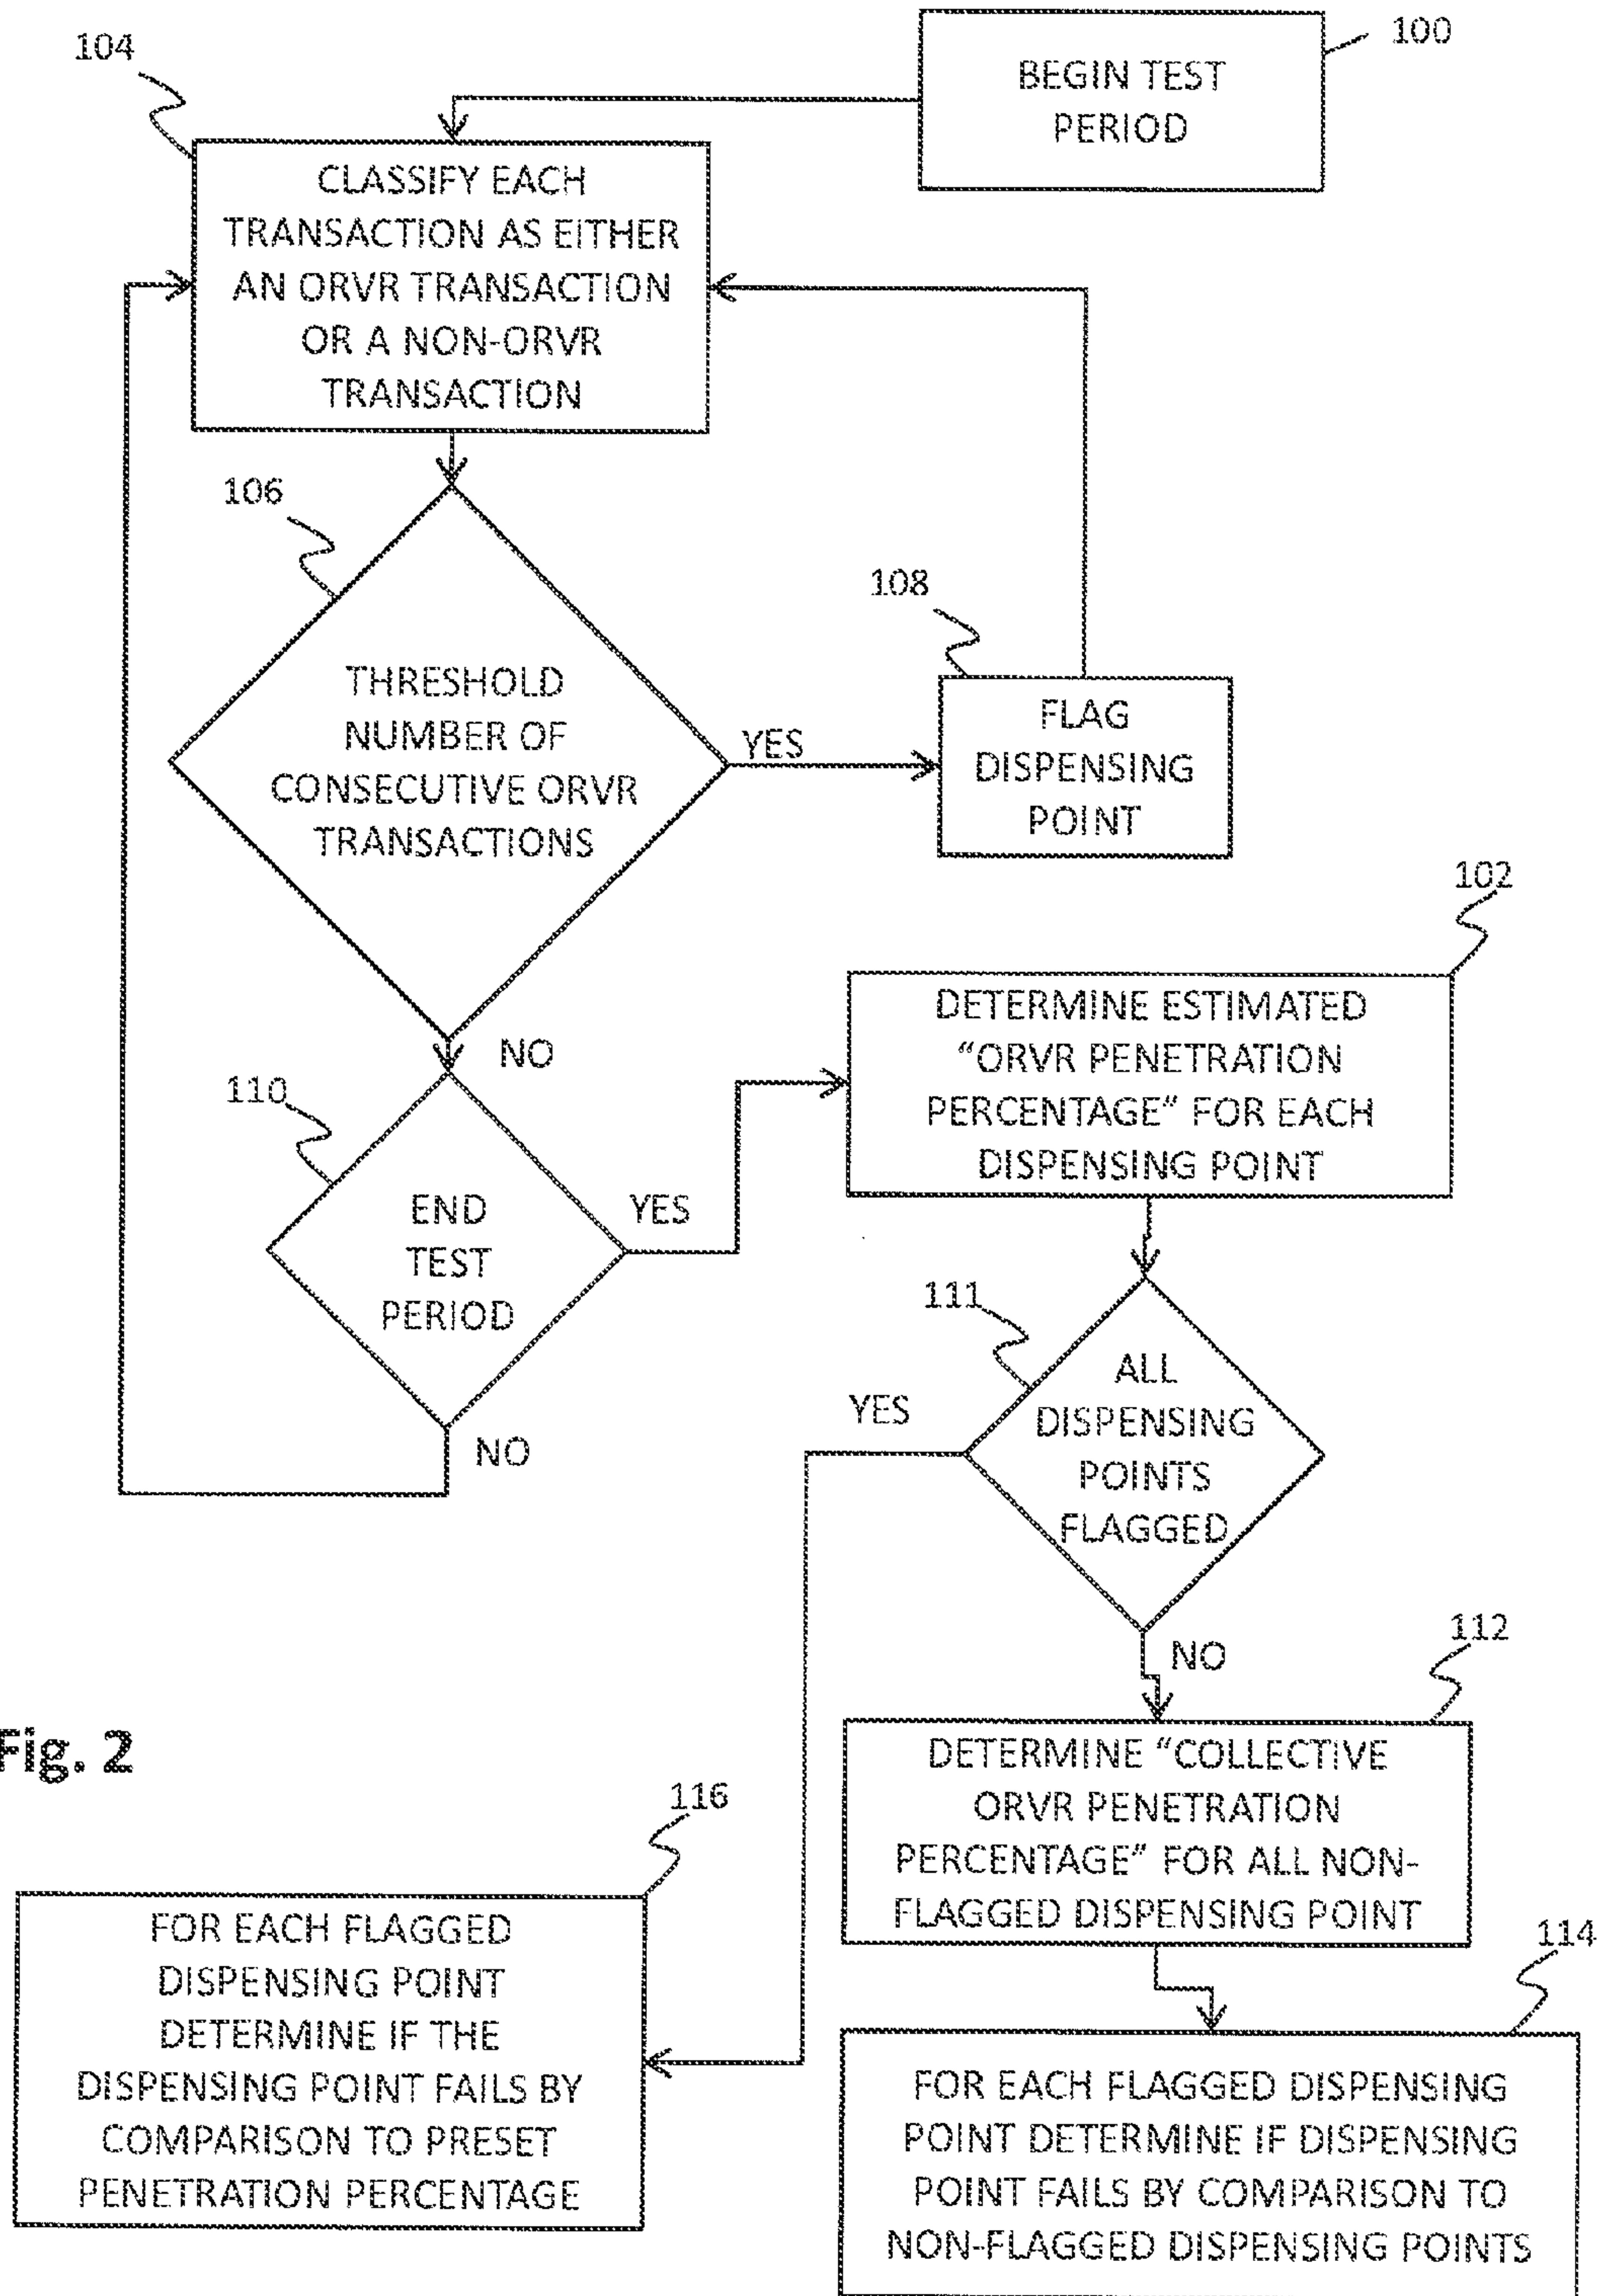 100
BEGIN TEST
PERIOD
104
CLASSIFY EACH
TRANSACTION AS EITHER
AN ORVR TRANSACTION
OR A NON-ORVR
TRANSACTION
106
THRESHOLD
NUMBER OF
CONSECUTIVE ORVR
TRANSACTIONS
YES
108
FLAG
DISPENSING
POINT
NO
110
END
TEST
PERIOD
YES
NO
102
DETERMINE ESTIMATED
“ORVR PENETRATION
PERCENTAGE” FOR EACH
DISPENSING POINT
111
ALL
DISPENSING
POINTS
FLAGGED
YES
NO
112
DETERMINE “COLLECTIVE
ORVR PENETRATION
PERCENTAGE” FOR ALL NON-
FLAGGED DISPENSING POINT
114
FOR EACH FLAGGED DISPENSING
POINT DETERMINE IF DISPENSING
POINT FAILS BY COMPARISON TO
NON-FLAGGED DISPENSING POINTS
116
FOR EACH FLAGGED
DISPENSING POINT
DETERMINE IF THE
DISPENSING POINT FAILS BY
COMPARISON TO PRESET
PENETRATION PERCENTAGE
Fig. 2